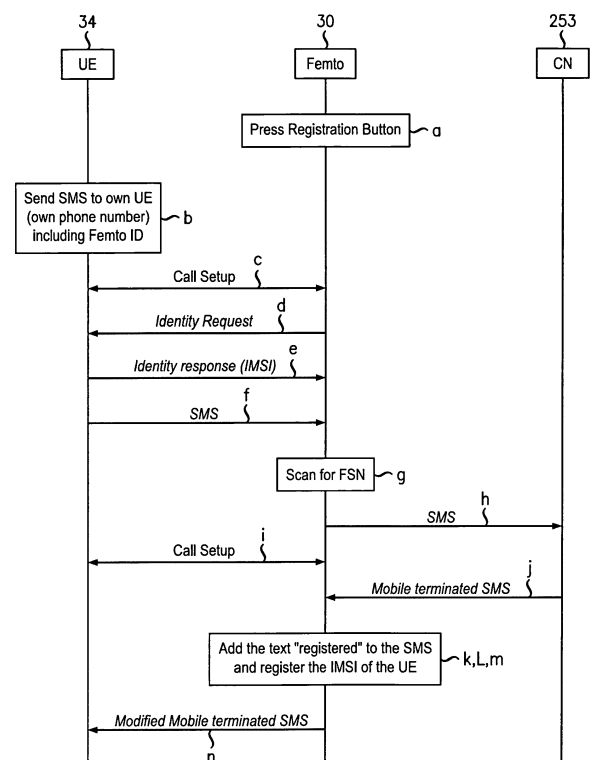 34
30
253
UE
Femto
CN
Press Registration Button
a
Send SMS to own UE
(own phone number)
including Femto ID
b
c
Call Setup
d
Identity Request
e
Identity response (IMSI)
f
SMS
Scan for FSN
g
h
SMS
i
Call Setup
j
Mobile terminated SMS
Add the text "registered" to the SMS
and register the IMSI of the UE
k,L,m
Modified Mobile terminated SMS
n